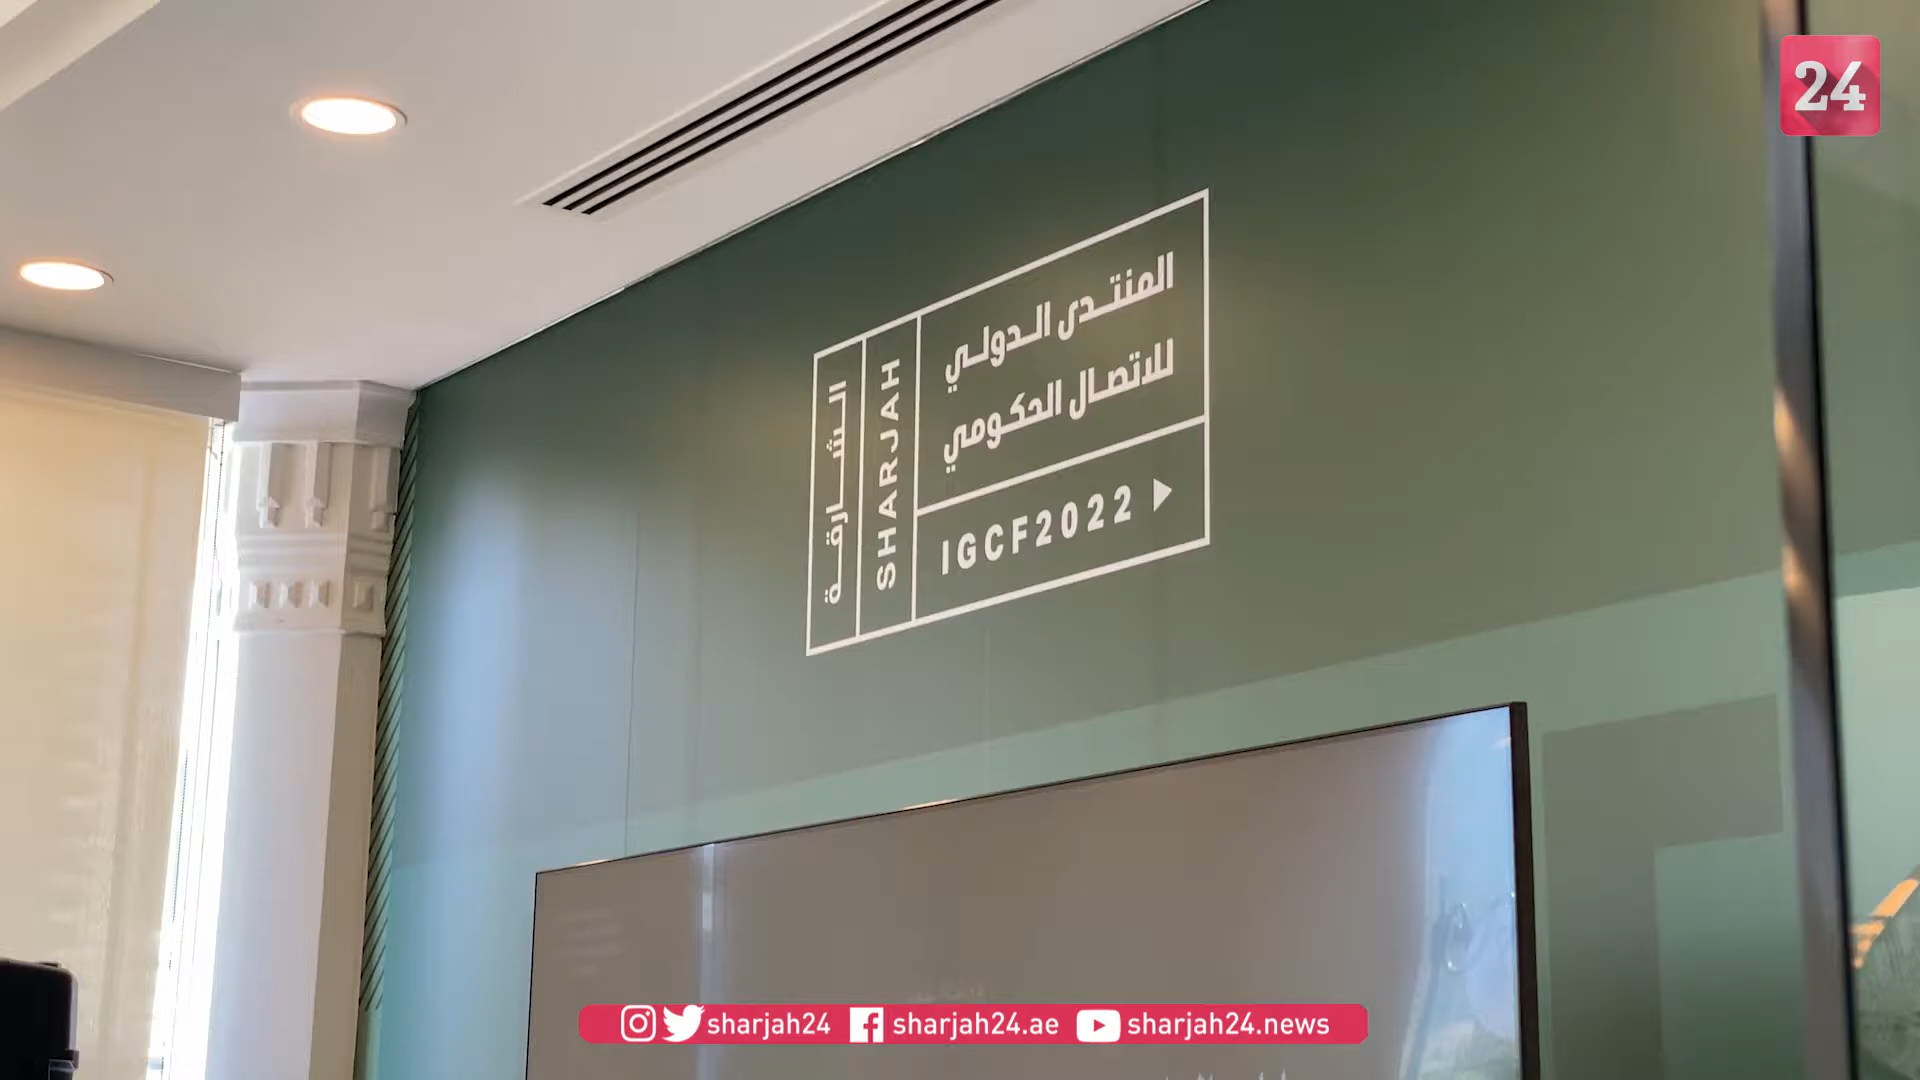 24
المنتدى الدولي
للاتصال الحكومي
IGCF2022
SHARJAH
الشارقة
sharjah24
sharjah24.ae
sharjah24.news